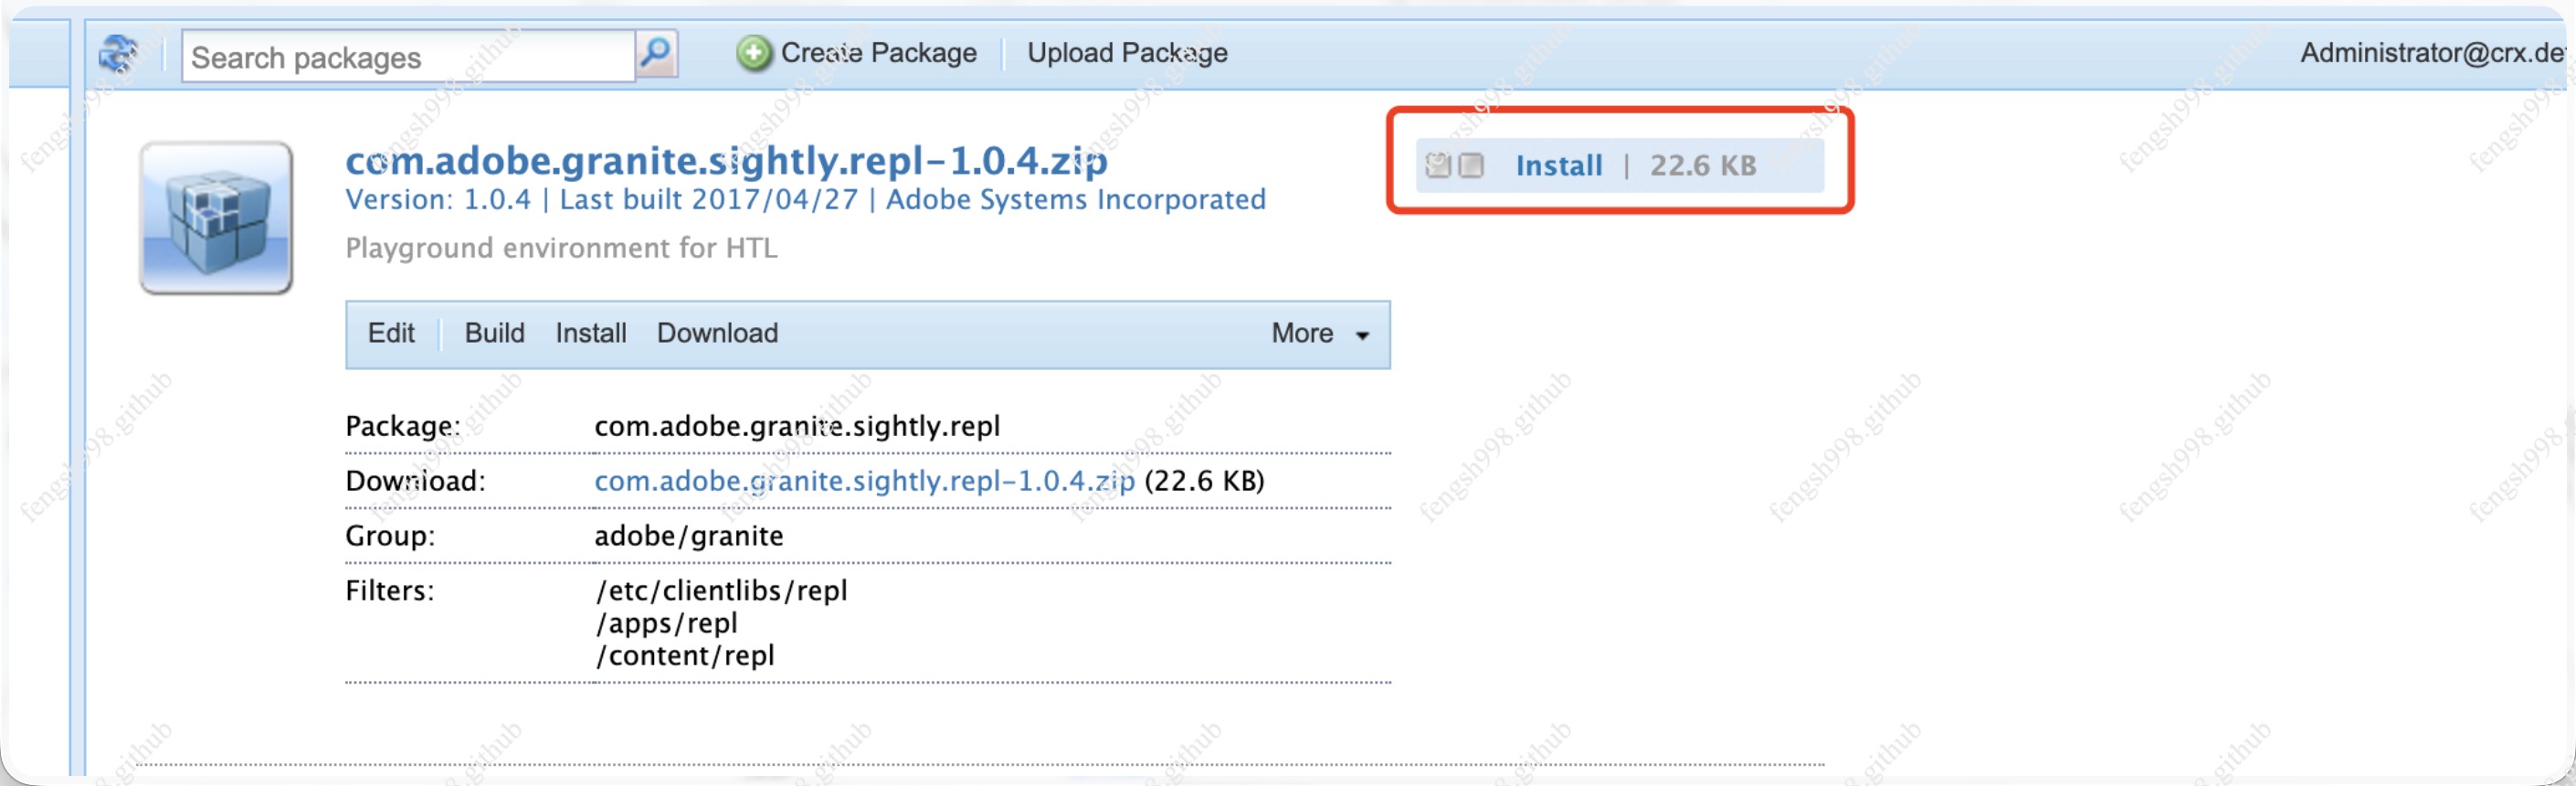 Search packages
Create Package
Upload Package
Administrator@crx.de
com.adobe.granite.sightly.repl-1.0.4.zip
Install | 22.6 KB
Version: 1.0.4 | Last built 2017/04/27 | Adobe Systems Incorporated
Playground environment for HTL
Edit Build Install Download More
Package: com.adobe.granite.sightly.repl
Download: com.adobe.granite.sightly.repl-1.0.4.zip (22.6 KB)
Group: adobe/granite
Filters: /etc/clientlibs/repl
/apps/repl
/content/repl
fengsh998.github